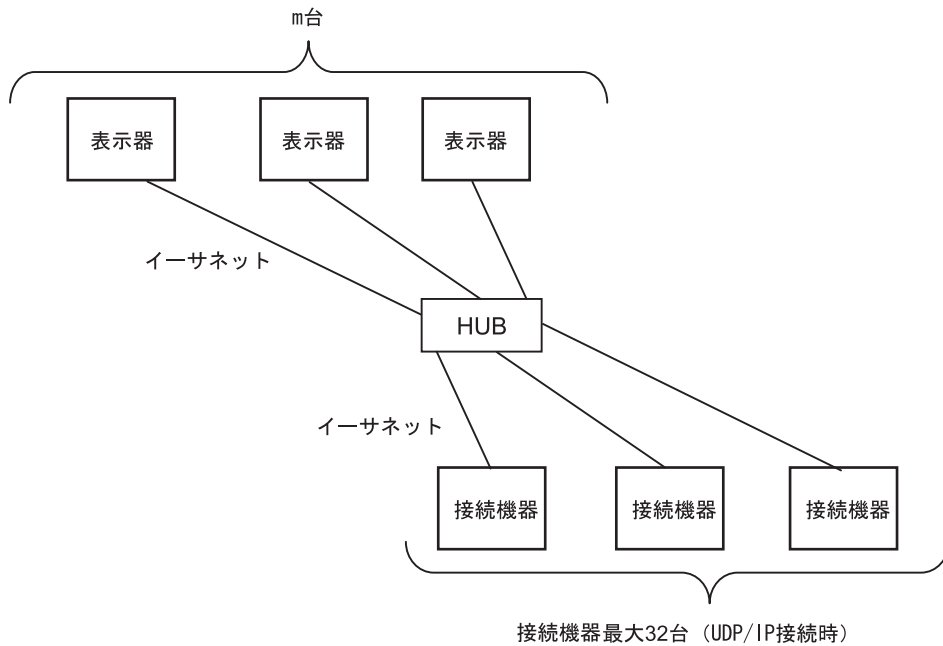 m台
表示器
表示器
表示器
イーサネット
HUB
イーサネット
接続機器
接続機器
接続機器
接続機器最大32台（UDP/IP接続時）